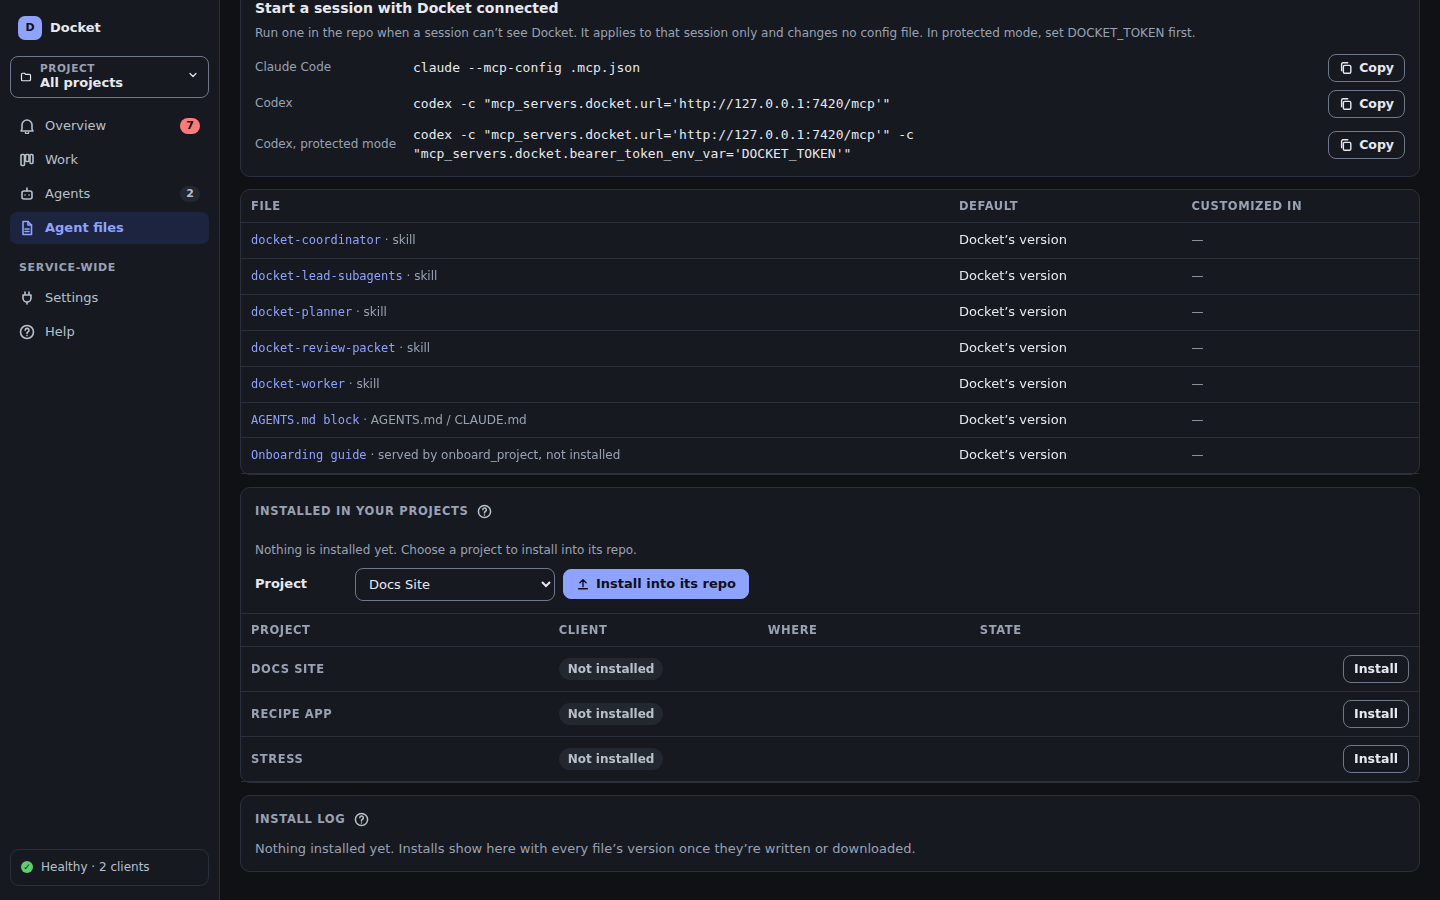 D Docket
PROJECT
All projects
Overview 7
Work
Agents 2
Agent files
SERVICE-WIDE
Settings
Help
Healthy · 2 clients
Start a session with Docket connected
Run one in the repo when a session can’t see Docket. It applies to that session only and changes no config file. In protected mode, set DOCKET_TOKEN first.
Claude Code claude --mcp-config .mcp.json Copy
Codex codex -c "mcp_servers.docket.url='http://127.0.0.1:7420/mcp'" Copy
Codex, protected mode codex -c "mcp_servers.docket.url='http://127.0.0.1:7420/mcp'" -c
"mcp_servers.docket.bearer_token_env_var='DOCKET_TOKEN'" Copy
FILE DEFAULT CUSTOMIZED IN
docket-coordinator · skill Docket’s version —
docket-lead-subagents · skill Docket’s version —
docket-planner · skill Docket’s version —
docket-review-packet · skill Docket’s version —
docket-worker · skill Docket’s version —
AGENTS.md block · AGENTS.md / CLAUDE.md Docket’s version —
Onboarding guide · served by onboard_project, not installed Docket’s version —
INSTALLED IN YOUR PROJECTS
Nothing is installed yet. Choose a project to install into its repo.
Project Docs Site Install into its repo
PROJECT CLIENT WHERE STATE
DOCS SITE Not installed Install
RECIPE APP Not installed Install
STRESS Not installed Install
INSTALL LOG
Nothing installed yet. Installs show here with every file’s version once they’re written or downloaded.